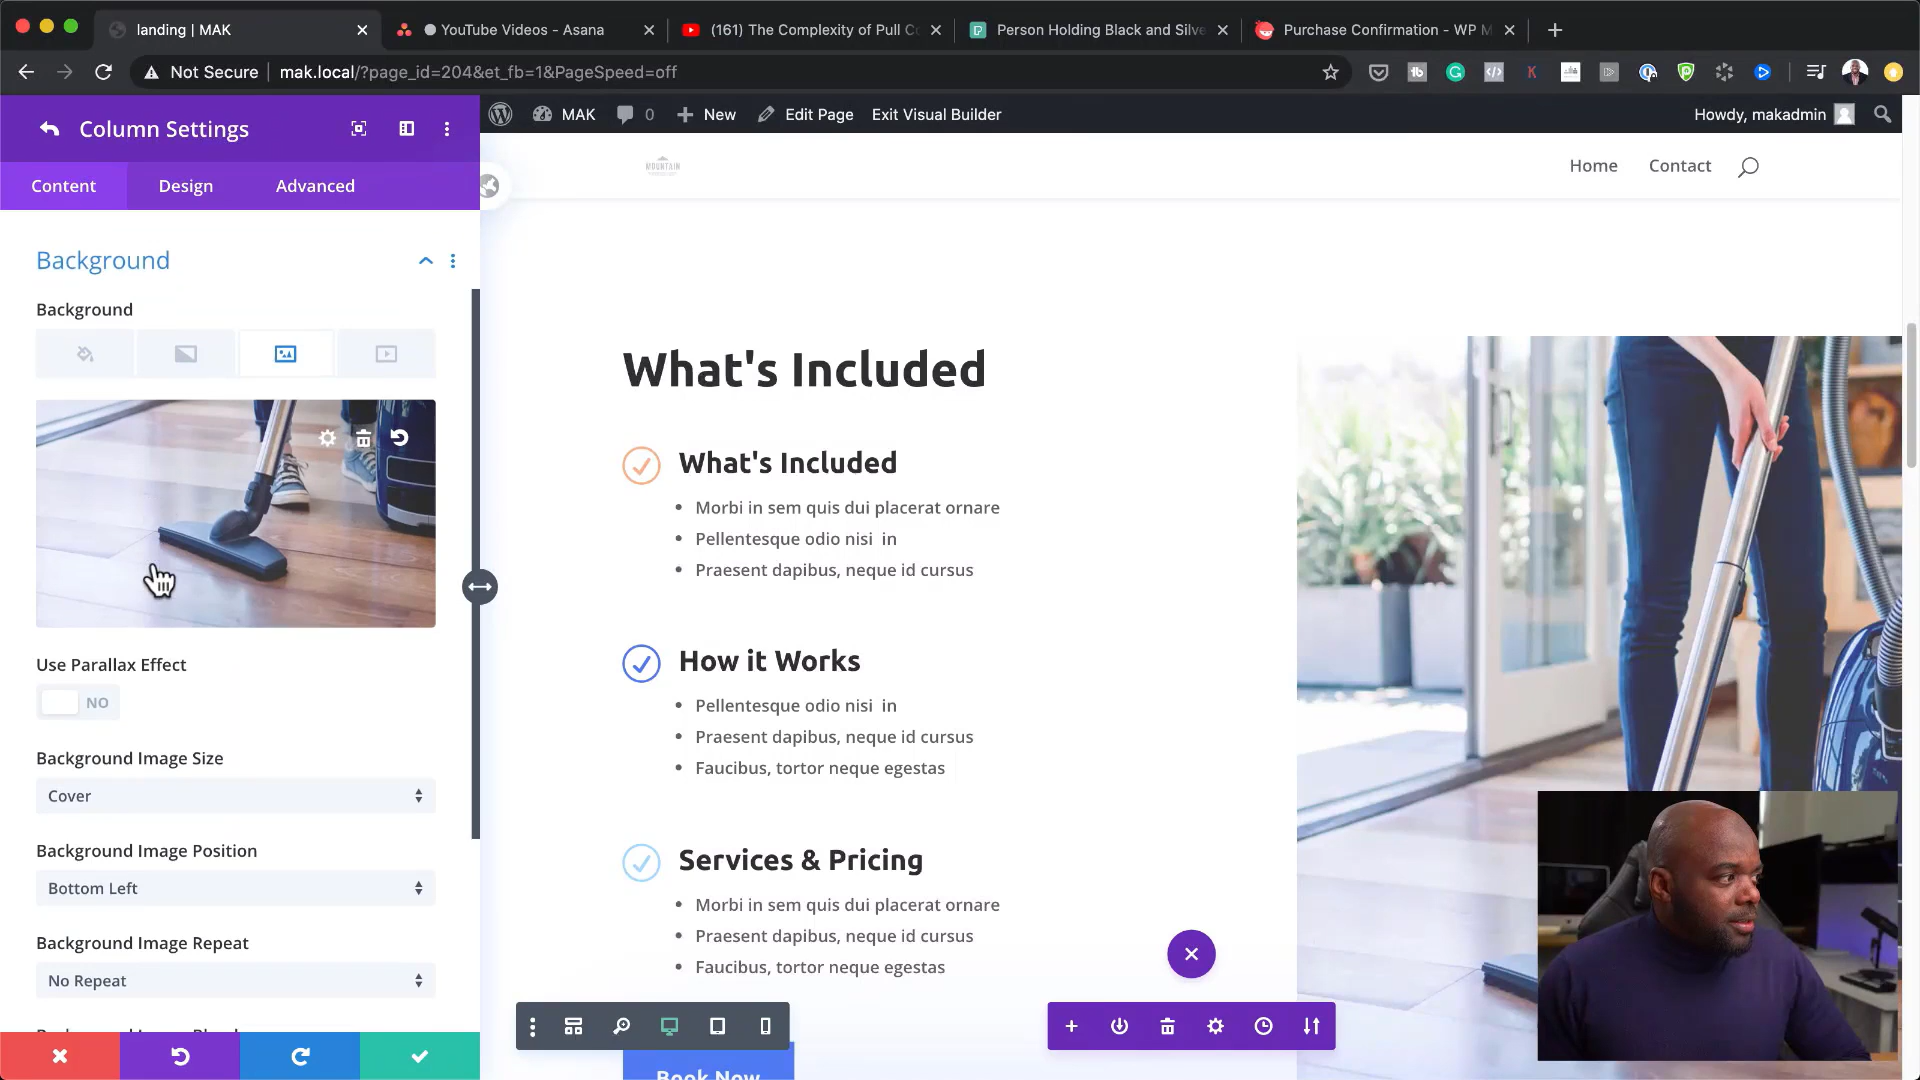 landing | MAK
YouTube Videos - Asana
(161) The Complexity of Pull Co
Person Holding Black and Silve
Purchase Confirmation - WP M
Not Secure
mak.local/?page_id=204&et_fb=1&PageSpeed=off
Column Settings
MAK
0
New
Edit Page
Exit Visual Builder
Howdy, makadmin
Content
Design
Advanced
MOUNTAIN
Home
Contact
Background
Background
Use Parallax Effect
NO
Background Image Size
Cover
Background Image Position
Bottom Left
Background Image Repeat
No Repeat
What's Included
What's Included
Morbi in sem quis dui placerat ornare
Pellentesque odio nisi in
Praesent dapibus, neque id cursus
How it Works
Pellentesque odio nisi in
Praesent dapibus, neque id cursus
Faucibus, tortor neque egestas
Services & Pricing
Morbi in sem quis dui placerat ornare
Praesent dapibus, neque id cursus
Faucibus, tortor neque egestas
Book Now